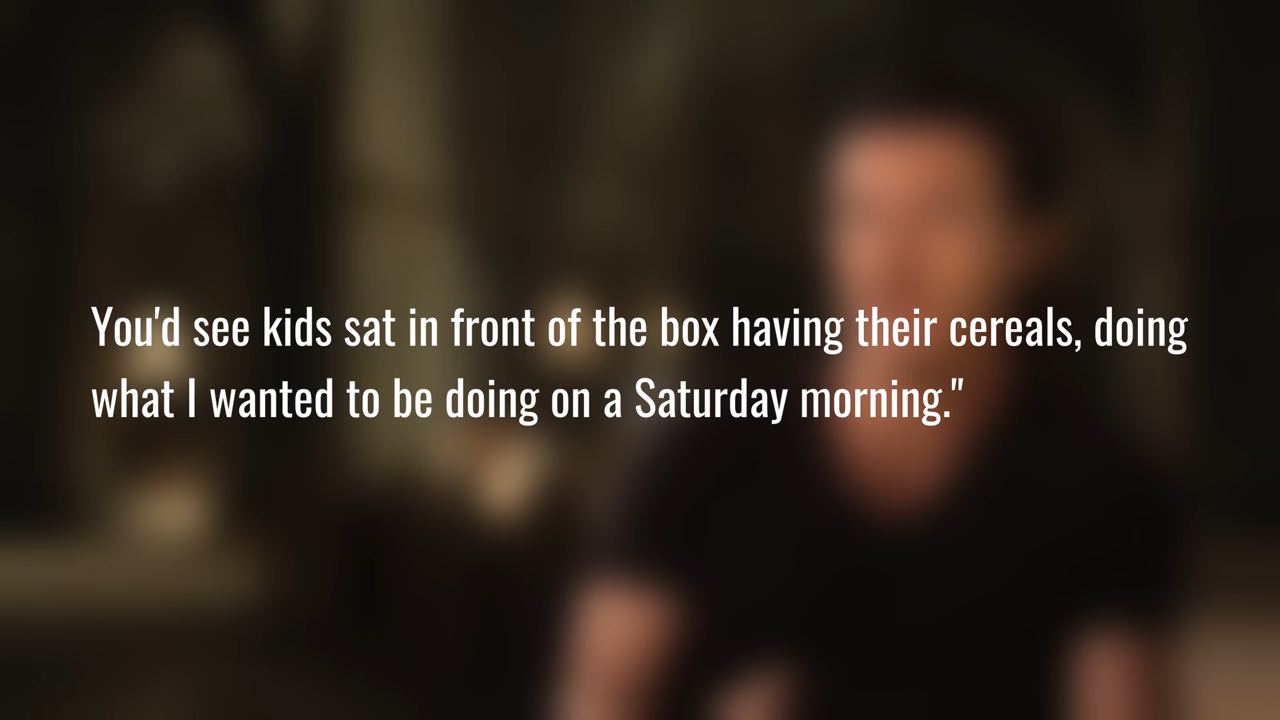 You'd see kids sat in front of the box having their cereals, doing
what I wanted to be doing on a Saturday morning."